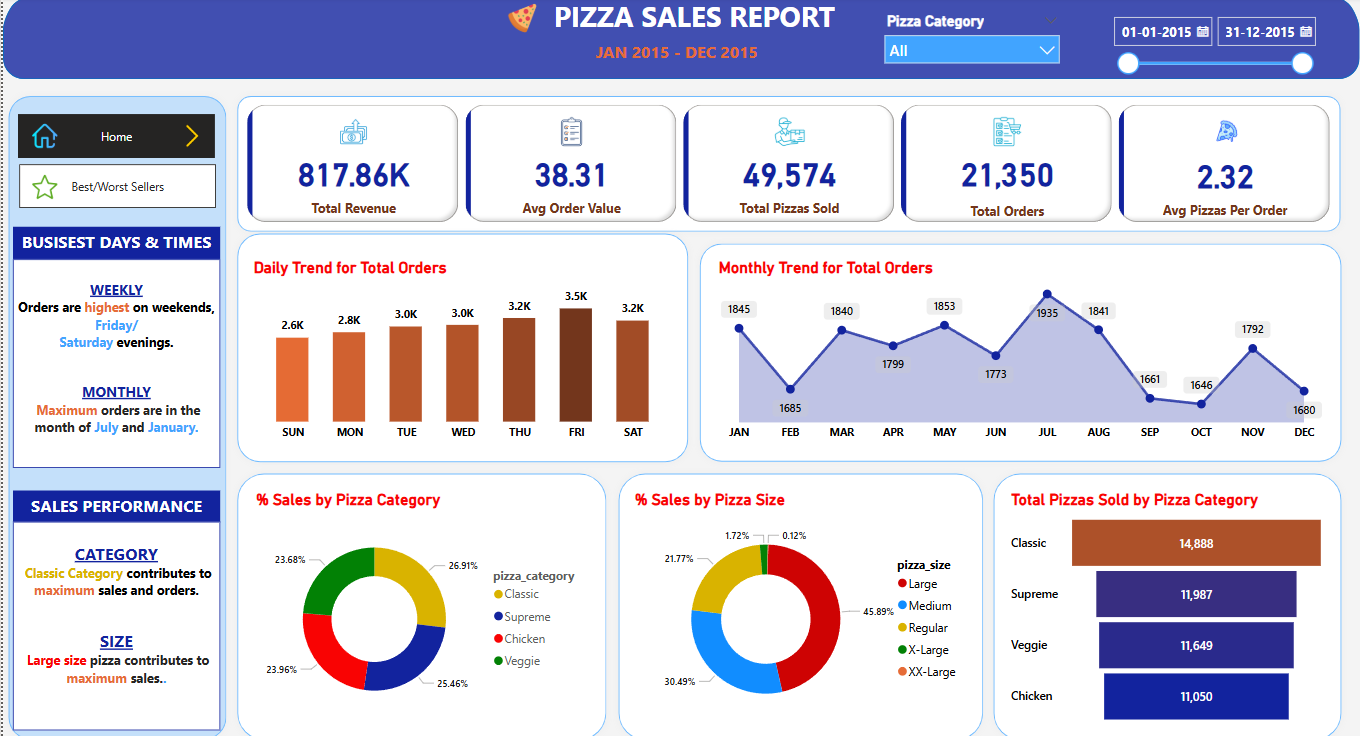 PIZZA SALES REPORT
JAN 2015 - DEC 2015
Pizza Category
All
01-01-2015
31-12-2015
Home
Best/Worst Sellers
BUSISEST DAYS & TIMES
WEEKLY
Orders are highest on weekends,
Friday/
Saturday evenings.
MONTHLY
Maximum orders are in the
month of July and January.
SALES PERFORMANCE
CATEGORY
Classic Category contributes to
maximum sales and orders.
SIZE
Large size pizza contributes to
maximum sales..
817.86K
Total Revenue
38.31
Avg Order Value
49,574
Total Pizzas Sold
21,350
Total Orders
2.32
Avg Pizzas Per Order
Daily Trend for Total Orders
2.6K
2.8K
3.0K
3.0K
3.2K
3.5K
3.2K
SUN
MON
TUE
WED
THU
FRI
SAT
Monthly Trend for Total Orders
1845
1685
1840
1799
1853
1773
1935
1841
1661
1646
1792
1680
JAN
FEB
MAR
APR
MAY
JUN
JUL
AUG
SEP
OCT
NOV
DEC
% Sales by Pizza Category
23.68%
26.91%
23.96%
25.46%
pizza_category
Classic
Supreme
Chicken
Veggie
% Sales by Pizza Size
1.72%
0.12%
21.77%
45.89%
30.49%
pizza_size
Large
Medium
Regular
X-Large
XX-Large
Total Pizzas Sold by Pizza Category
Classic
14,888
Supreme
11,987
Veggie
11,649
Chicken
11,050